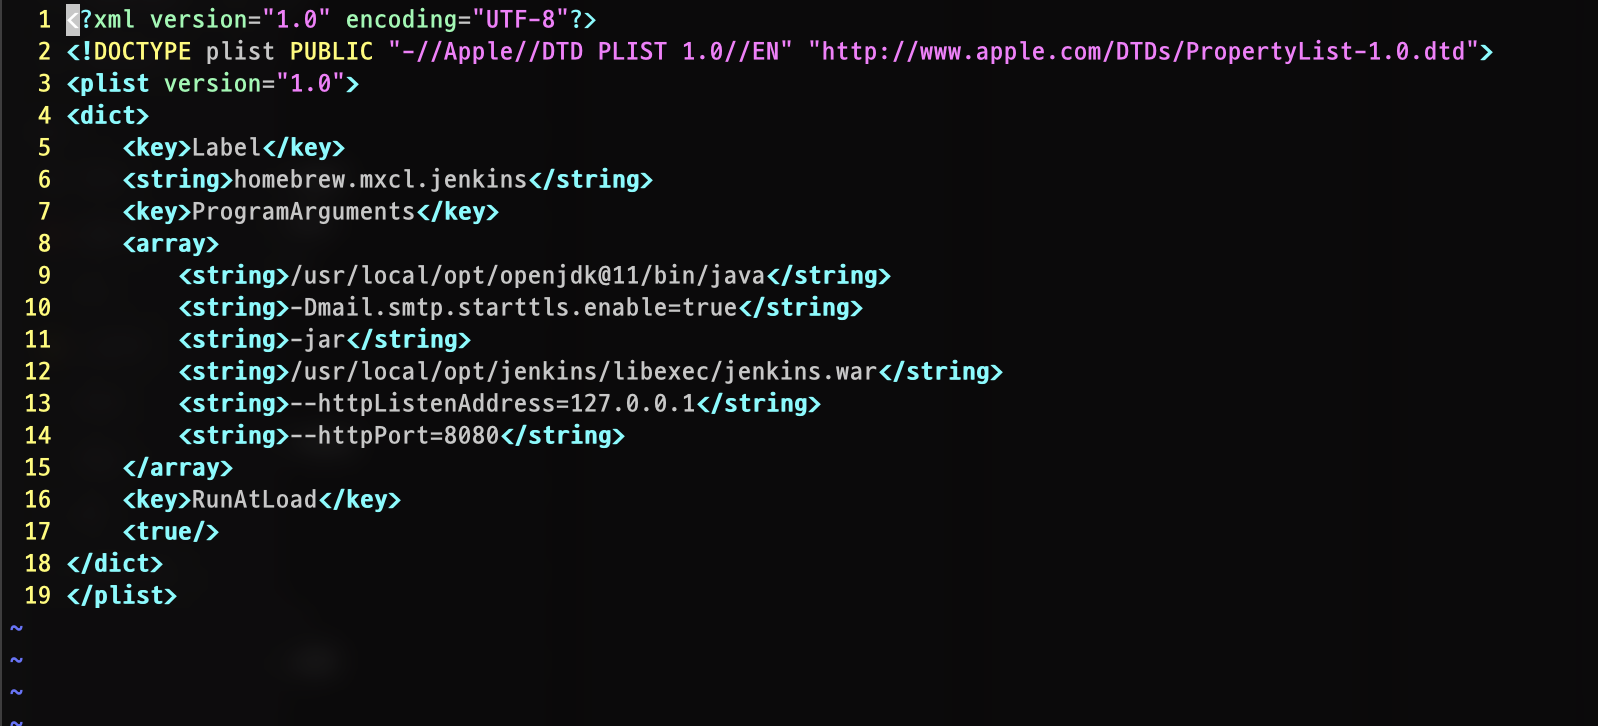 1 <?xml version="1.0" encoding="UTF-8"?>
2 <!DOCTYPE plist PUBLIC "-//Apple//DTD PLIST 1.0//EN" "http://www.apple.com/DTDs/PropertyList-1.0.dtd">
3 <plist version="1.0">
4 <dict>
5     <key>Label</key>
6     <string>homebrew.mxcl.jenkins</string>
7     <key>ProgramArguments</key>
8     <array>
9         <string>/usr/local/opt/openjdk@11/bin/java</string>
10         <string>-Dmail.smtp.starttls.enable=true</string>
11         <string>-jar</string>
12         <string>/usr/local/opt/jenkins/libexec/jenkins.war</string>
13         <string>--httpListenAddress=127.0.0.1</string>
14         <string>--httpPort=8080</string>
15     </array>
16     <key>RunAtLoad</key>
17     <true/>
18 </dict>
19 </plist>
~
~
~
~